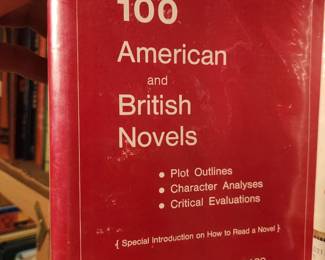 100
American
and
British
Novels
• Plot Outlines
• Character Analyses
• Critical Evaluations
{ Special Introduction on How to Read a Novel }